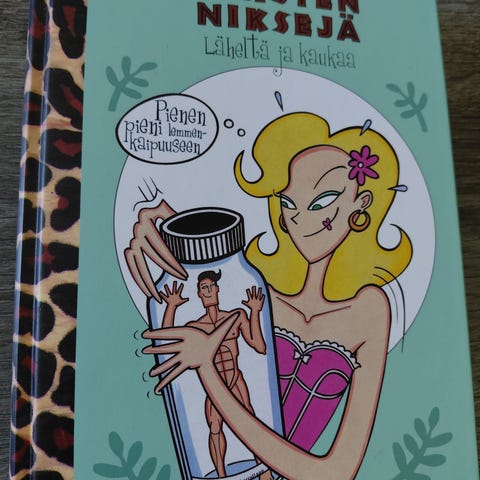 NIKSEJÄ
Läheltä ja kaukaa
Pienen
pieni lemmen-
kaipuuseen